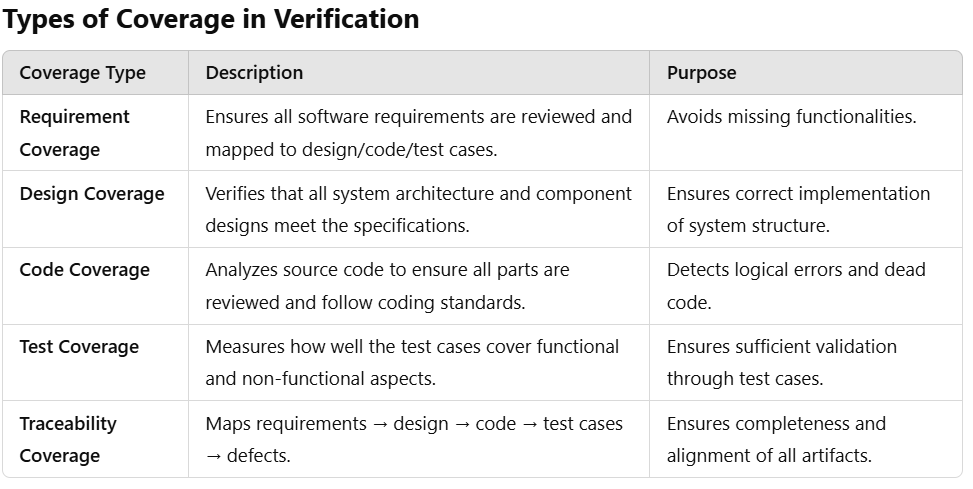 Types of Coverage in Verification
Coverage Type Description Purpose
Requirement Coverage Ensures all software requirements are reviewed and mapped to design/code/test cases. Avoids missing functionalities.
Design Coverage Verifies that all system architecture and component designs meet the specifications. Ensures correct implementation of system structure.
Code Coverage Analyzes source code to ensure all parts are reviewed and follow coding standards. Detects logical errors and dead code.
Test Coverage Measures how well the test cases cover functional and non-functional aspects. Ensures sufficient validation through test cases.
Traceability Coverage Maps requirements → design → code → test cases → defects. Ensures completeness and alignment of all artifacts.